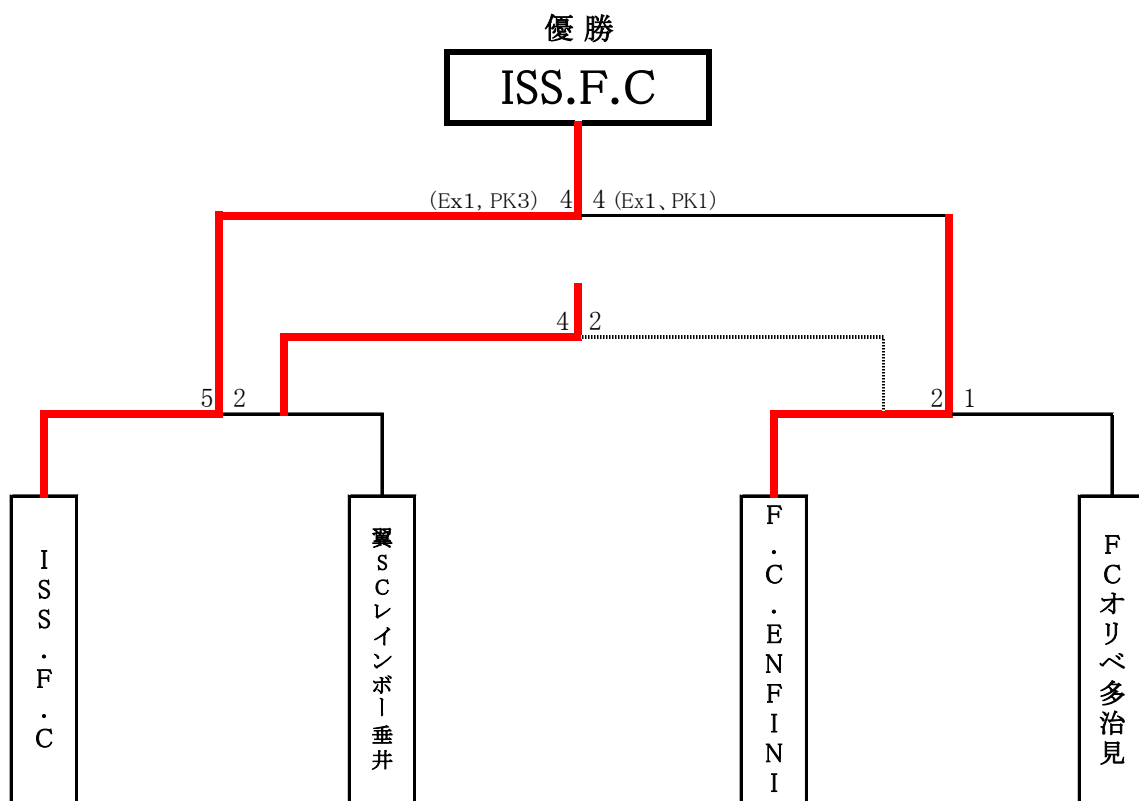 優 勝
ISS.F.C
(Ex1, PK3) 4 4 (Ex1、PK1)
4 2
5 2
2 1
ISS.F.C
翼SCレインボー垂井
F.C.ENFINI
FCオリベ多治見